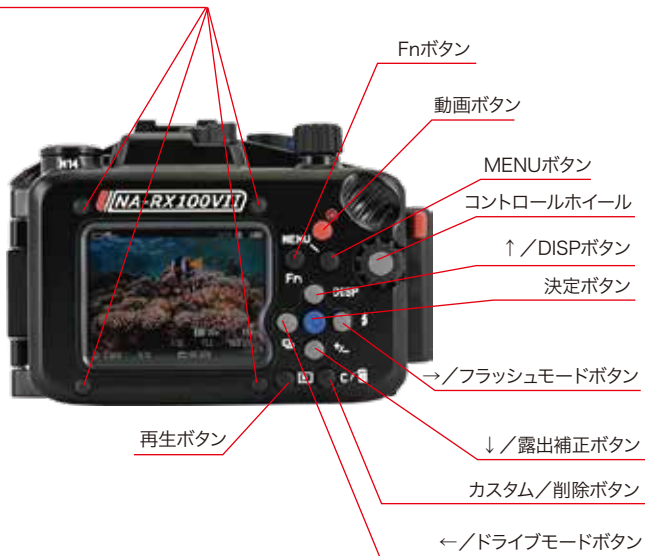 Fnボタン
動画ボタン
MENUボタン
コントロールホイール
↑／DISPボタン
決定ボタン
→／フラッシュモードボタン
↓／露出補正ボタン
カスタム／削除ボタン
←／ドライブモードボタン
再生ボタン
N14
NA-RX100VII
MENU
Fn
DISP
C